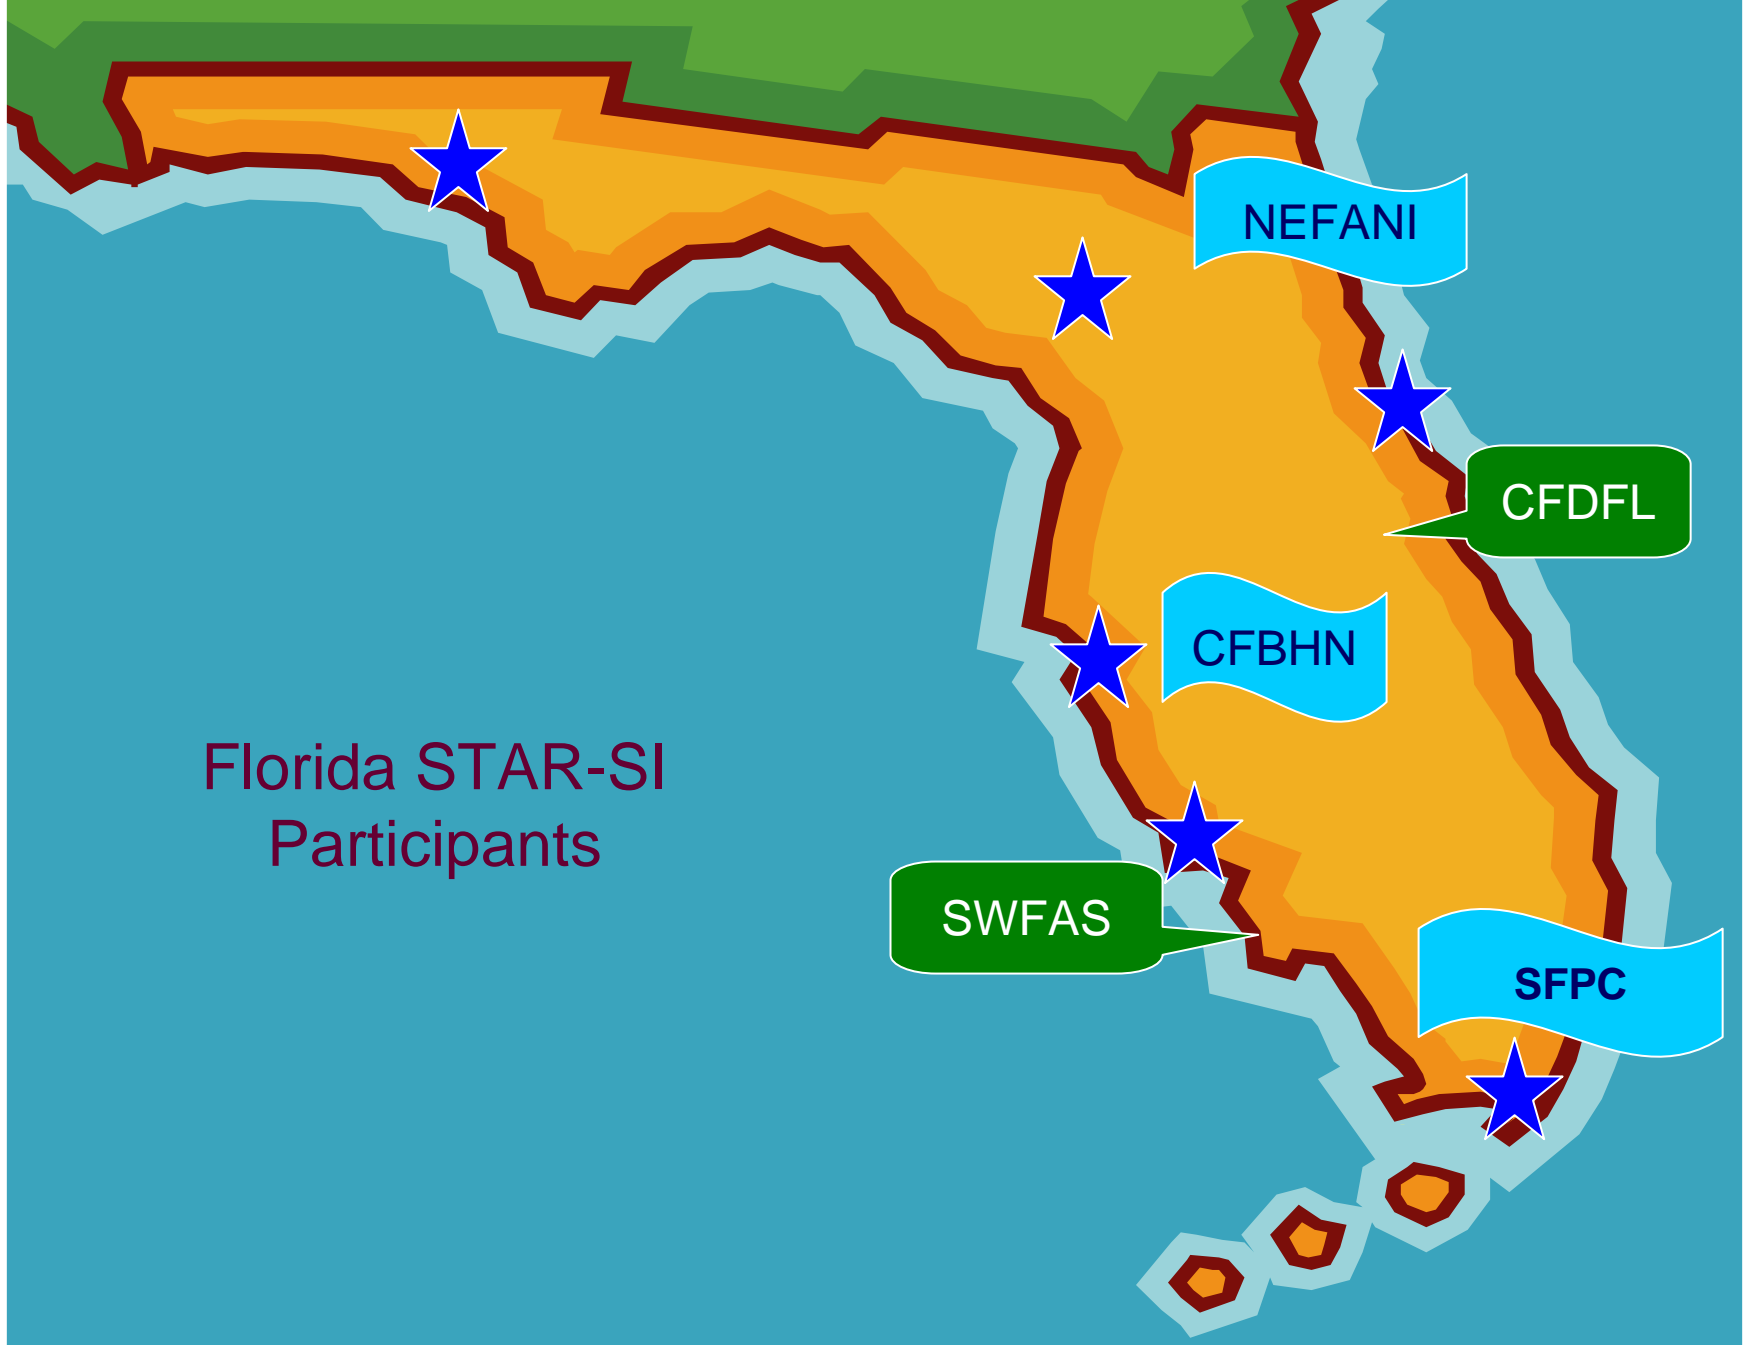 NEFANI
CFDFL
CFBHN
Florida STAR-SI
Participants
SWFAS
SFPC